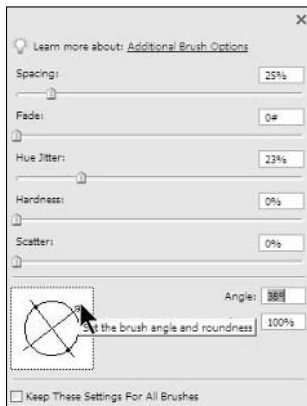 Learn more about: Additional Brush Options
Spacing: 25%
Fade: 0#
Hue Jitter: 23%
Hardness: 0%
Scatter: 0%
Angle: 38º
100%
the brush angle and roundness
Keep These Settings For All Brushes